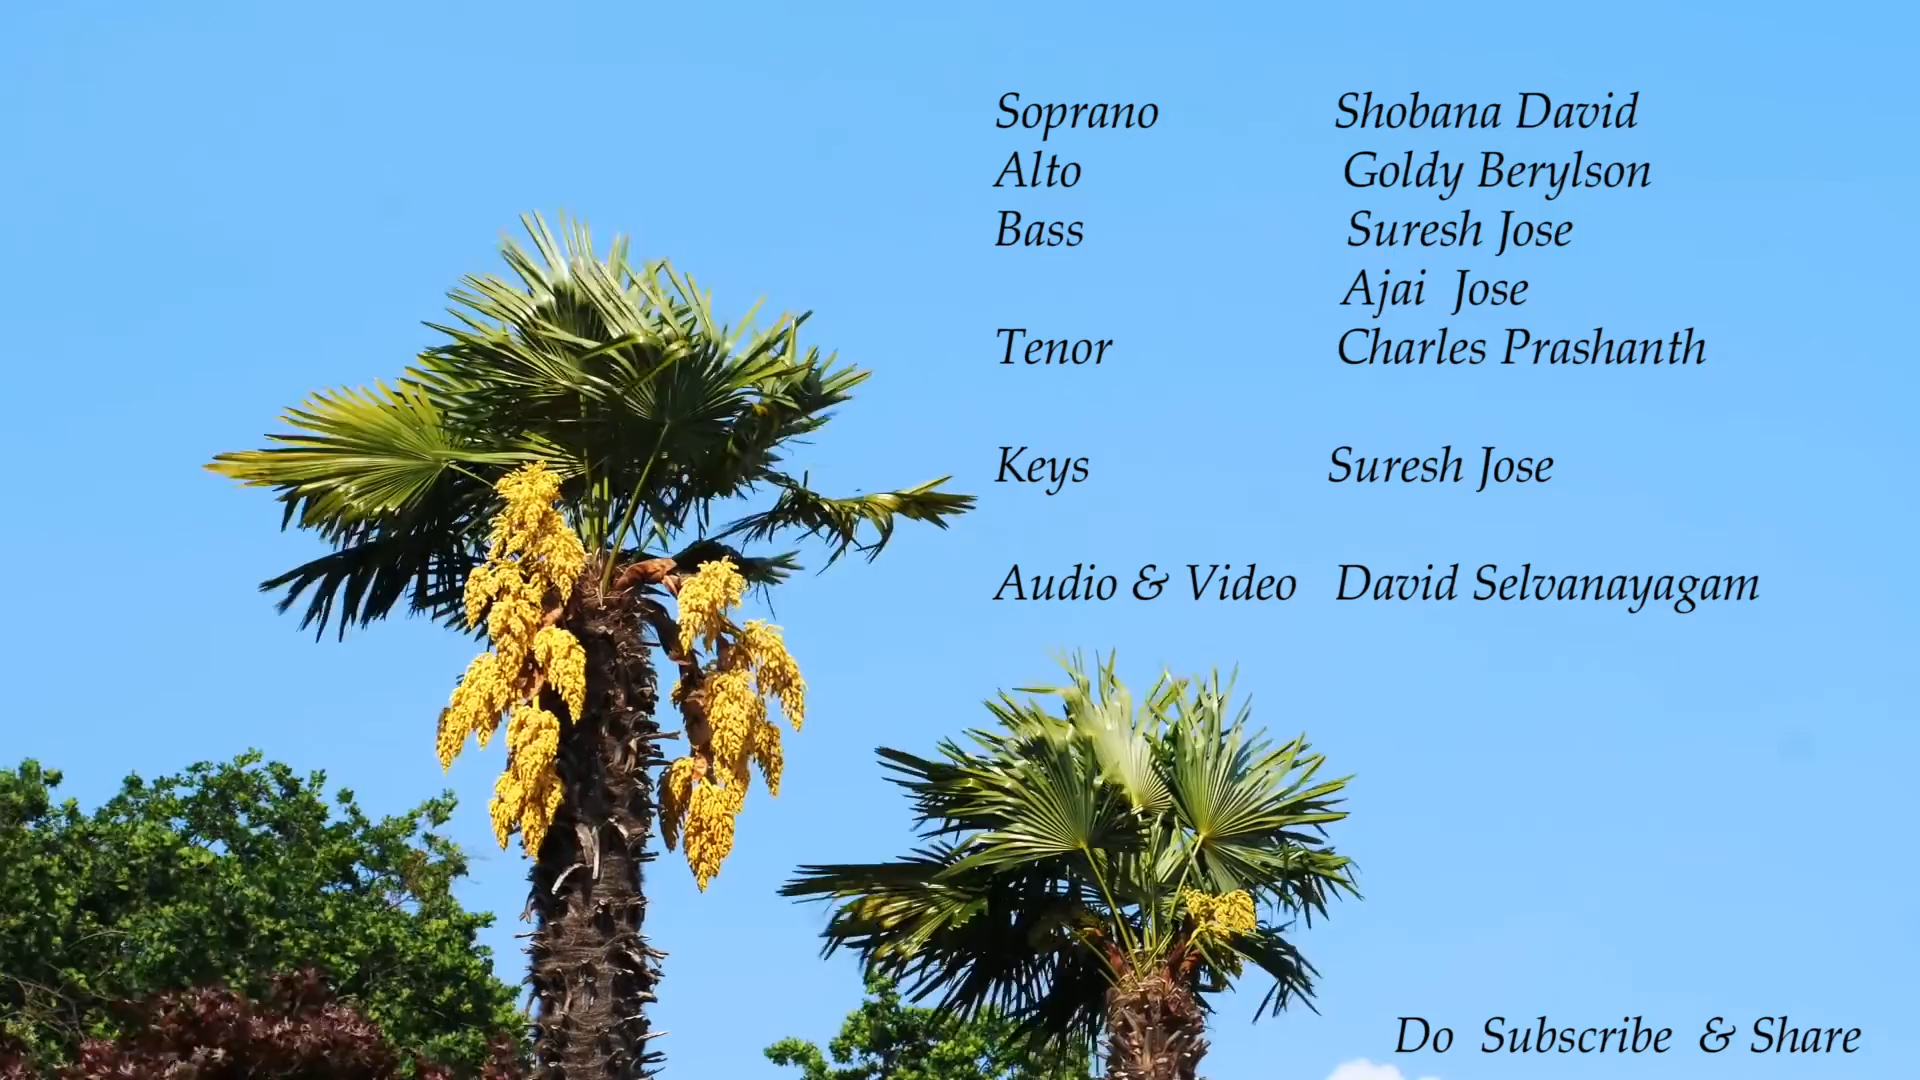 Soprano Shobana David
Alto Goldy Berylson
Bass Suresh Jose
Ajai Jose
Tenor Charles Prashanth
Keys Suresh Jose
Audio & Video David Selvanayagam
Do Subscribe & Share